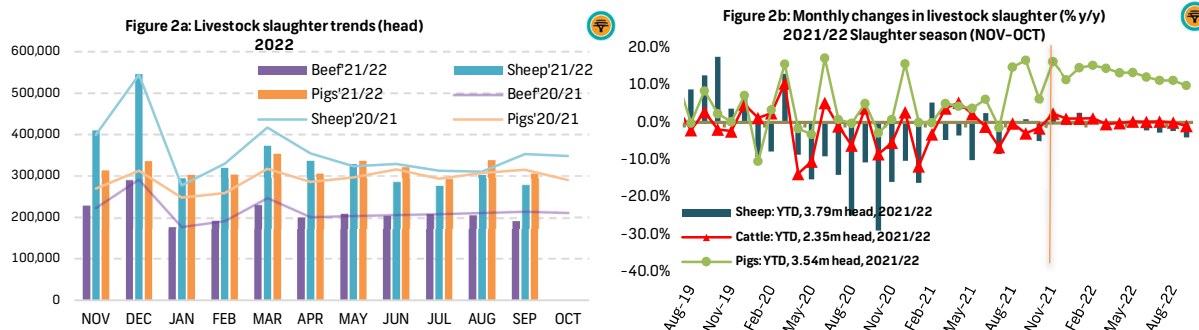 Figure 2a: Livestock slaughter trends (head)
2022
600,000
500,000
400,000
300,000
200,000
100,000
0
Beef'21/22
Sheep'21/22
Pigs'21/22
Beef'20/21
Sheep'20/21
Pigs'20/21
NOV DEC JAN FEB MAR APR MAY JUN JUL AUG SEP OCT
Figure 2b: Monthly changes in livestock slaughter (% y/y)
2021/22 Slaughter season (NOV-OCT)
20.0%
10.0%
0.0%
-10.0%
-20.0%
-30.0%
-40.0%
Sheep: YTD, 3.79m head, 2021/22
Cattle: YTD, 2.35m head, 2021/22
Pigs: YTD, 3.54m head, 2021/22
Aug-19 Nov-19 Feb-20 May-20 Aug-20 Nov-20 Feb-21 May-21 Aug-21 Nov-21 Feb-22 May-22 Aug-22